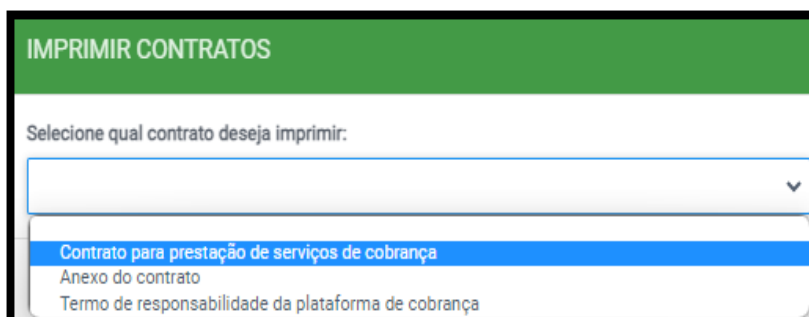 IMPRIMIR CONTRATOS
Selecione qual contrato deseja imprimir:
Contrato para prestação de serviços de cobrança
Anexo do contrato
Termo de responsabilidade da plataforma de cobrança